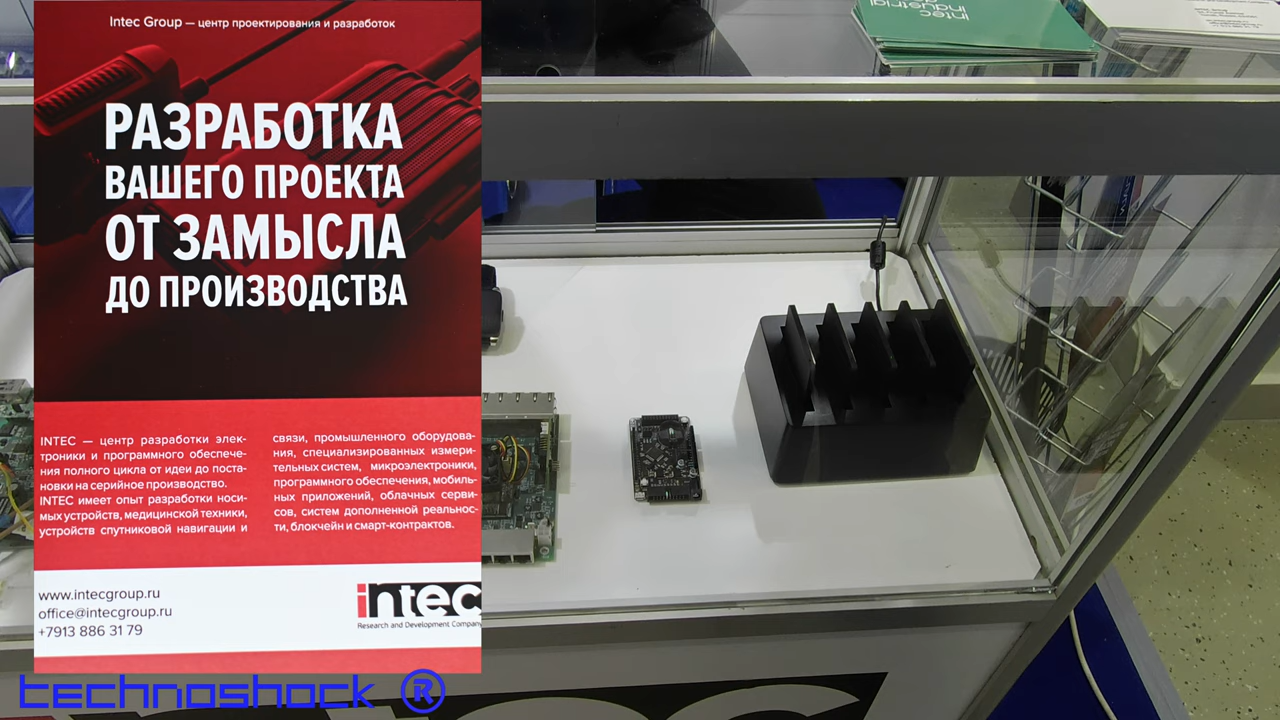 Intec Group — центр проектирования и разработок
РАЗРАБОТКА
ВАШЕГО ПРОЕКТА
ОТ ЗАМЫСЛА
ДО ПРОИЗВОДСТВА
INTEC — центр разработки элек-
троники и программного обеспече-
ния полного цикла от идеи до поста-
новки на серийное производство.
INTEC имеет опыт разработки носи-
мых устройств, медицинской техники,
устройств спутниковой навигации и
связи, промышленного оборудова-
ния, специализированных измери-
тельных систем, микроэлектроники,
программного обеспечения, мобиль-
ных приложений, облачных серви-
сов, систем дополненной реальнос-
ти, блокчейн и смарт-контрактов.
www.intecgroup.ru
office@intecgroup.ru
+7913 886 31 79
intec
Research and Development Company
intec
industrial
technoshock ®